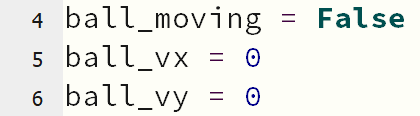 4 ball_moving = False
5 ball_vx = 0
6 ball_vy = 0